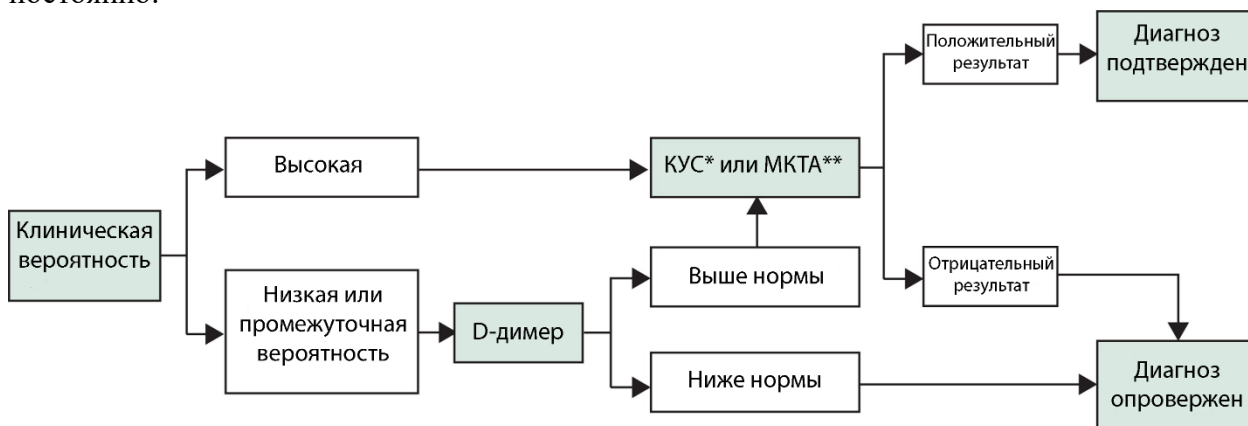 постоянно.
Положительный
результат
Диагноз
подтвержден
Высокая
КУС* или МКТА**
Клиническая
вероятность
Низкая или
промежуточная
вероятность
D-димер
Выше нормы
Отрицательный
результат
Ниже нормы
Диагноз
опровержен